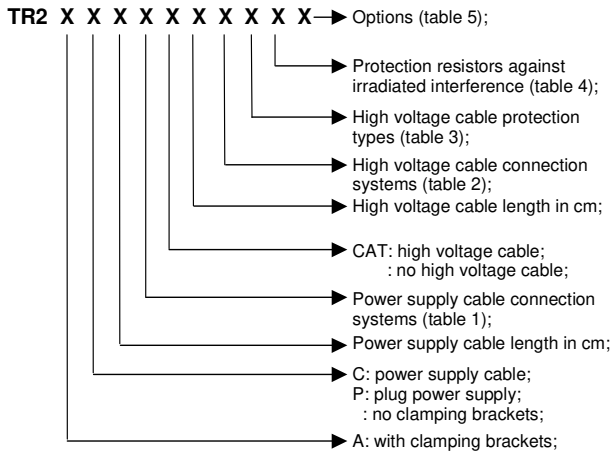 TR2 X X X X X X X X X X Options (table 5);
Protection resistors against
irradiated interference (table 4);
High voltage cable protection
types (table 3);
High voltage cable connection
systems (table 2);
High voltage cable length in cm;
CAT: high voltage cable;
: no high voltage cable;
Power supply cable connection
systems (table 1);
Power supply cable length in cm;
C: power supply cable;
P: plug power supply;
: no clamping brackets;
A: with clamping brackets;